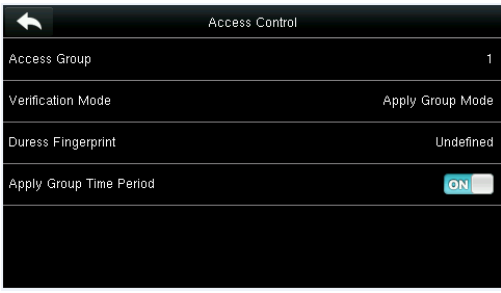 Access Control
Access Group 1
Verification Mode Apply Group Mode
Duress Fingerprint Undefined
Apply Group Time Period ON